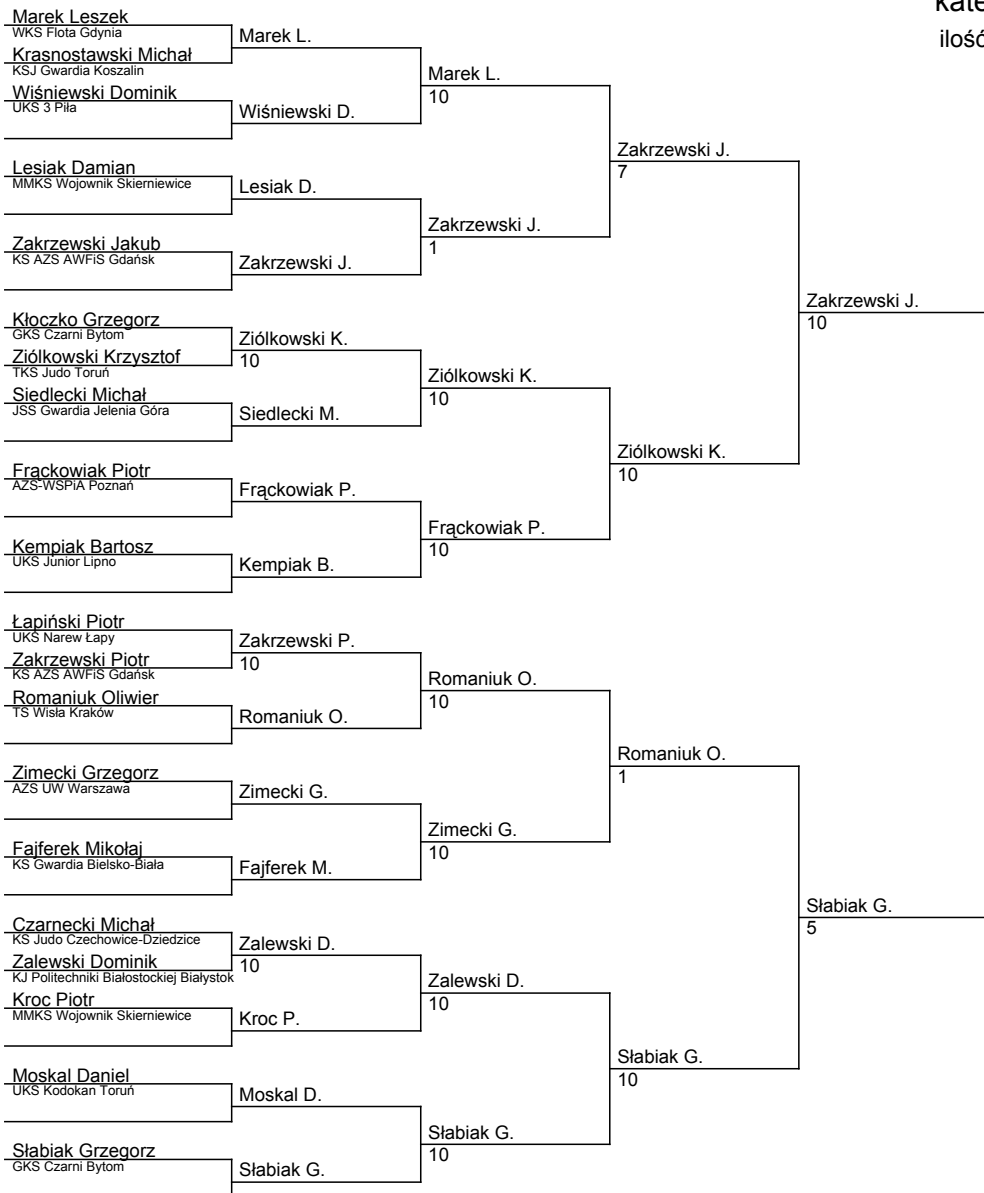 kate
ilość
Marek Leszek
WKS Flota Gdynia
Krasnostawski Michał
KSJ Gwardia Koszalin
Wiśniewski Dominik
UKS 3 Piła
Lesiak Damian
MMKS Wojownik Skierniewice
Zakrzewski Jakub
KS AZS AWFiS Gdańsk
Kłoczko Grzegorz
GKS Czarni Bytom
Ziólkowski Krzysztof
TKS Judo Toruń
Siedlecki Michał
JSS Gwardia Jelenia Góra
Frąckowiak Piotr
AZS-WSPiA Poznań
Kempiak Bartosz
UKS Junior Lipno
Łapiński Piotr
UKS Narew Łapy
Zakrzewski Piotr
KS AZS AWFiS Gdańsk
Romaniuk Oliwier
TS Wisła Kraków
Zimecki Grzegorz
AZS UW Warszawa
Fajferek Mikołaj
KS Gwardia Bielsko-Biała
Czarnecki Michał
KS Judo Czechowice-Dziedzice
Zalewski Dominik
KJ Politechniki Białostockiej Białystok
Kroc Piotr
MMKS Wojownik Skierniewice
Moskal Daniel
UKS Kodokan Toruń
Słabiak Grzegorz
GKS Czarni Bytom
Marek L.
Wiśniewski D.
Lesiak D.
Zakrzewski J.
Ziólkowski K.
10
Siedlecki M.
Frąckowiak P.
Kempiak B.
Zakrzewski P.
10
Romaniuk O.
Zimecki G.
Fajferek M.
Zalewski D.
10
Kroc P.
Moskal D.
Słabiak G.
Marek L.
10
Zakrzewski J.
1
Ziólkowski K.
10
Frąckowiak P.
10
Romaniuk O.
10
Zimecki G.
10
Zalewski D.
10
Słabiak G.
10
Zakrzewski J.
7
Ziólkowski K.
10
Romaniuk O.
1
Słabiak G.
10
Zakrzewski J.
10
Słabiak G.
5